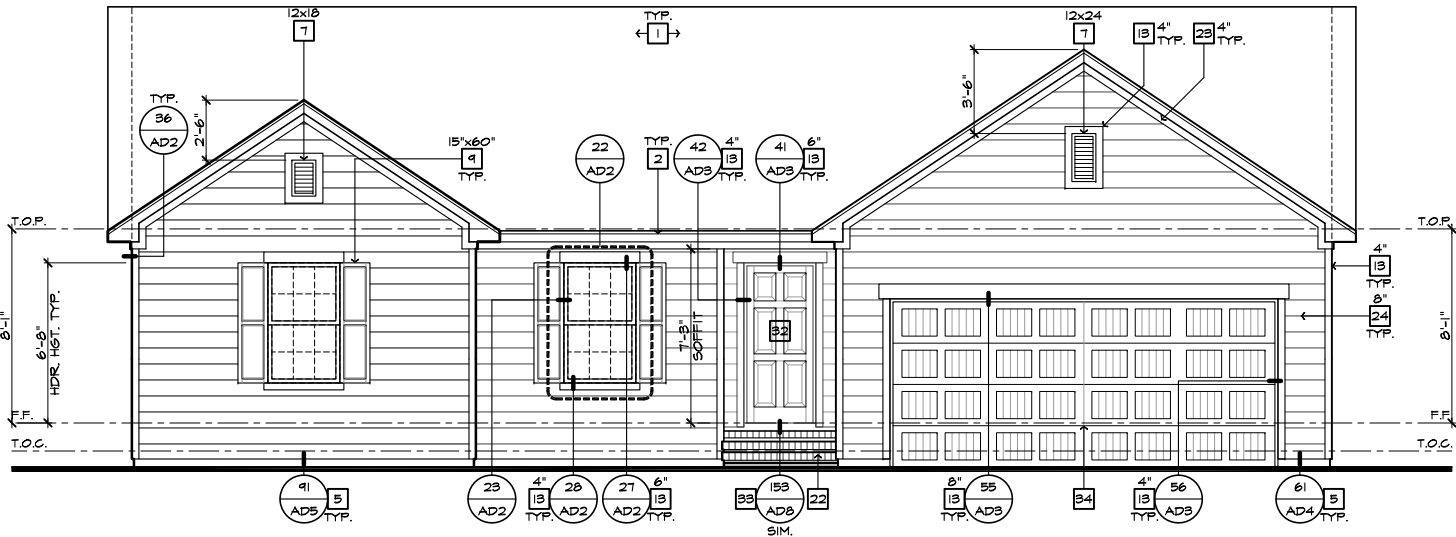 12x18
7
TYP.
1
12x24
7
13 4"
TYP.
23 4"
TYP.
TYP.
36
AD2
2'-6"
3'-6"
15"x60"
9
TYP.
22
AD2
TYP.
2
42
AD3
4"
13
TYP.
41
AD3
6"
13
TYP.
T.O.P.
T.O.P.
8'-1"
6'-8"
HDR. HGT. TYP.
7'-3"
SOFFIT
32
4"
13
TYP.
8"
24
TYP.
8'-1"
F.F.
F.F.
T.O.C.
T.O.C.
91
AD5
5
TYP.
23
AD2
4"
13
TYP.
28
AD2
27
AD2
6"
13
TYP.
33
153
AD8
SIM.
22
8"
13
TYP.
55
AD3
34
4"
13
TYP.
56
AD3
61
AD4
5
TYP.